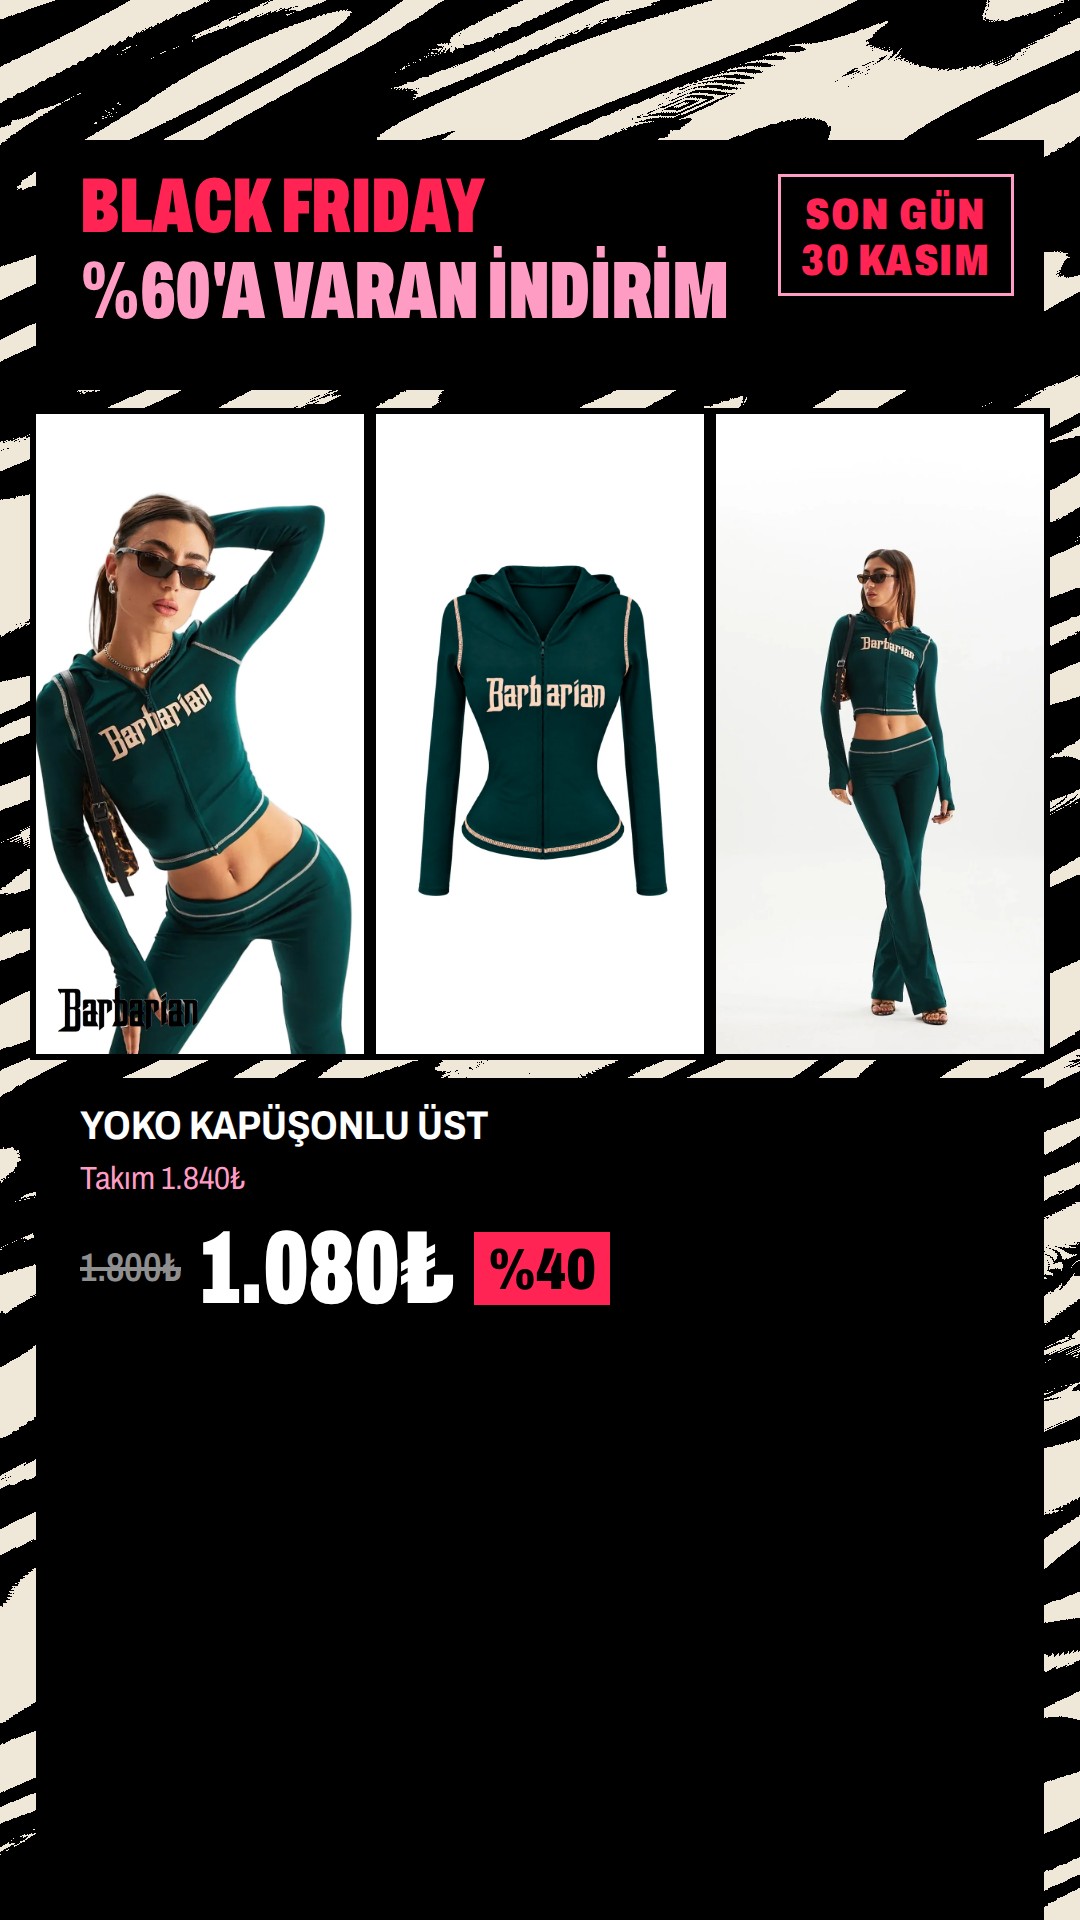 BLACK FRIDAY
%60'A VARAN İNDİRİM
SON GÜN
30 KASIM
Barbarian
Barbarian
Barbarian
Barbarian
YOKO KAPÜŞONLU ÜST
Takım 1.840₺
1.800₺ 1.080₺ %40